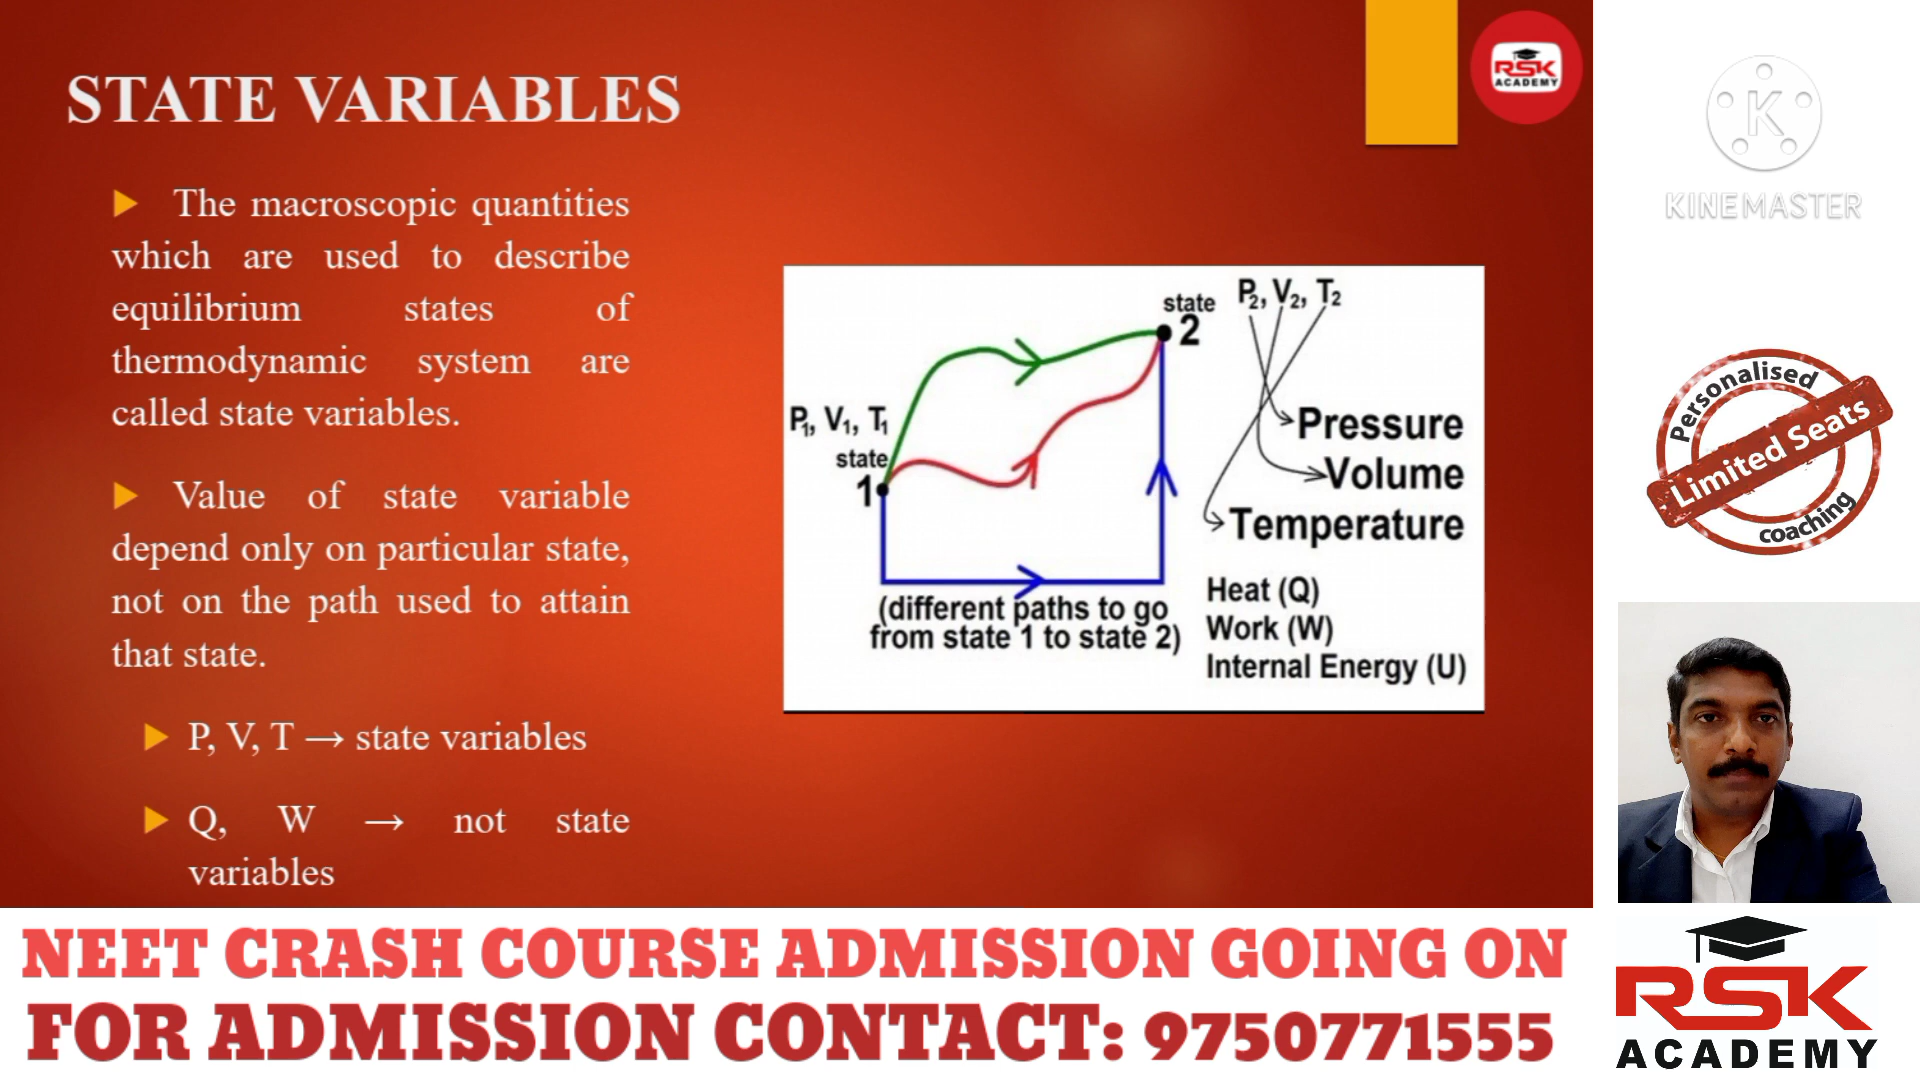 STATE VARIABLES
The macroscopic quantities
which are used to describe
equilibrium states of
thermodynamic system are
called state variables.
Value of state variable
depend only on particular state,
not on the path used to attain
that state.
P, V, T → state variables
Q, W → not state
variables
state
2
P2, V2, T2
P1, V1, T1
state
1
Pressure
Volume
Temperature
(different paths to go
from state 1 to state 2)
Heat (Q)
Work (W)
Internal Energy (U)
RSK
ACADEMY
K
KINEMASTER
Personalised
Limited Seats
coaching
NEET CRASH COURSE ADMISSION GOING ON
FOR ADMISSION CONTACT: 9750771555
RSK
ACADEMY